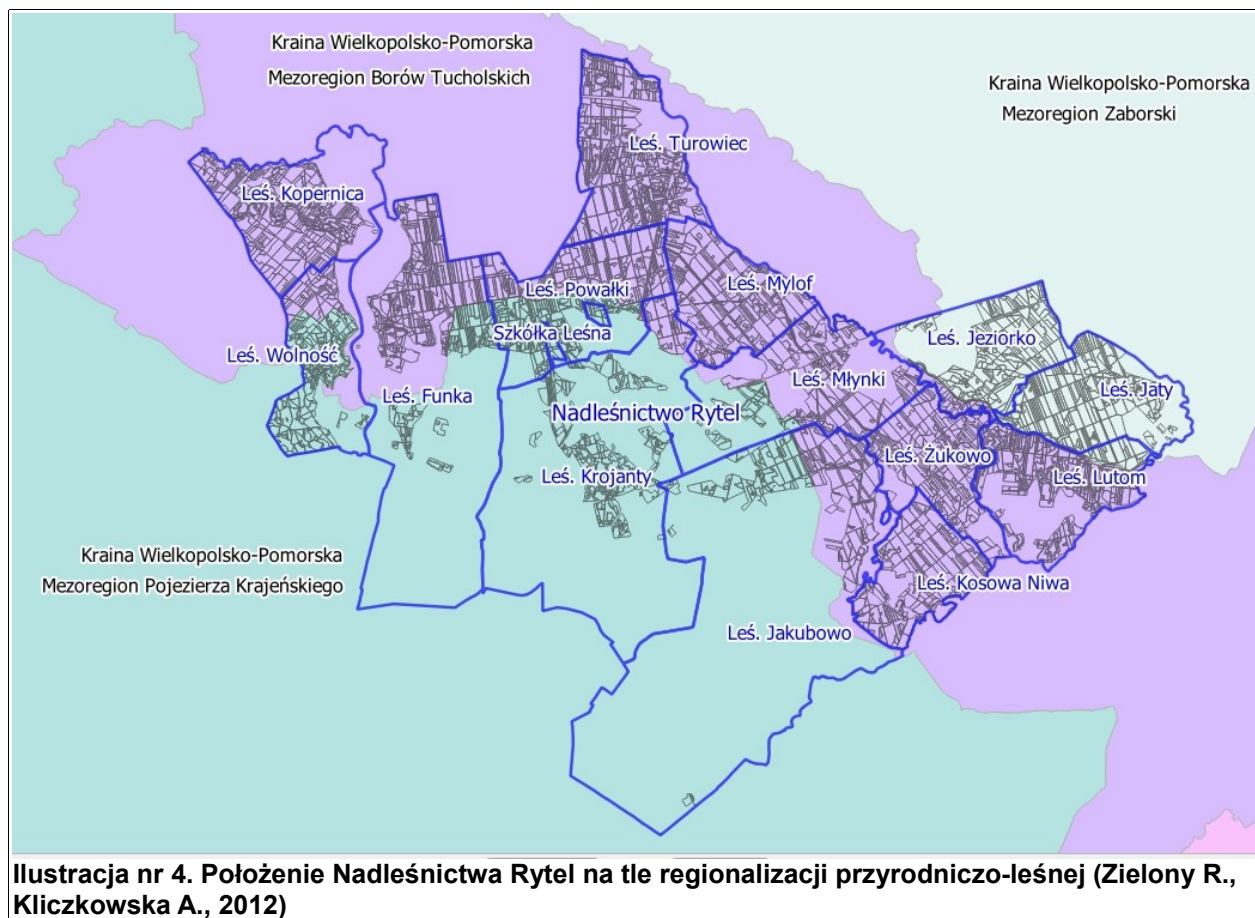 Kraina Wielkopolsko-Pomorska
Mezoregion Borów Tucholskich
Kraina Wielkopolsko-Pomorska
Mezoregion Zaborski
Leś. Turowiec
Leś. Kopernica
Leś. Powałki
Leś. Mylof
Szkółka Leśna
Leś. Jeziorko
Leś. Wolność
Leś. Młynki
Leś. Jaty
Leś. Funka
Nadleśnictwo Rytel
Leś. Żukowo
Leś. Krojanty
Leś. Lutom
Kraina Wielkopolsko-Pomorska
Mezoregion Pojezierza Krajeńskiego
Leś. Kosowa Niwa
Leś. Jakubowo
Ilustracja nr 4. Położenie Nadleśnictwa Rytel na tle regionalizacji przyrodniczo-leśnej (Zielony R.,
Kliczkowska A., 2012)